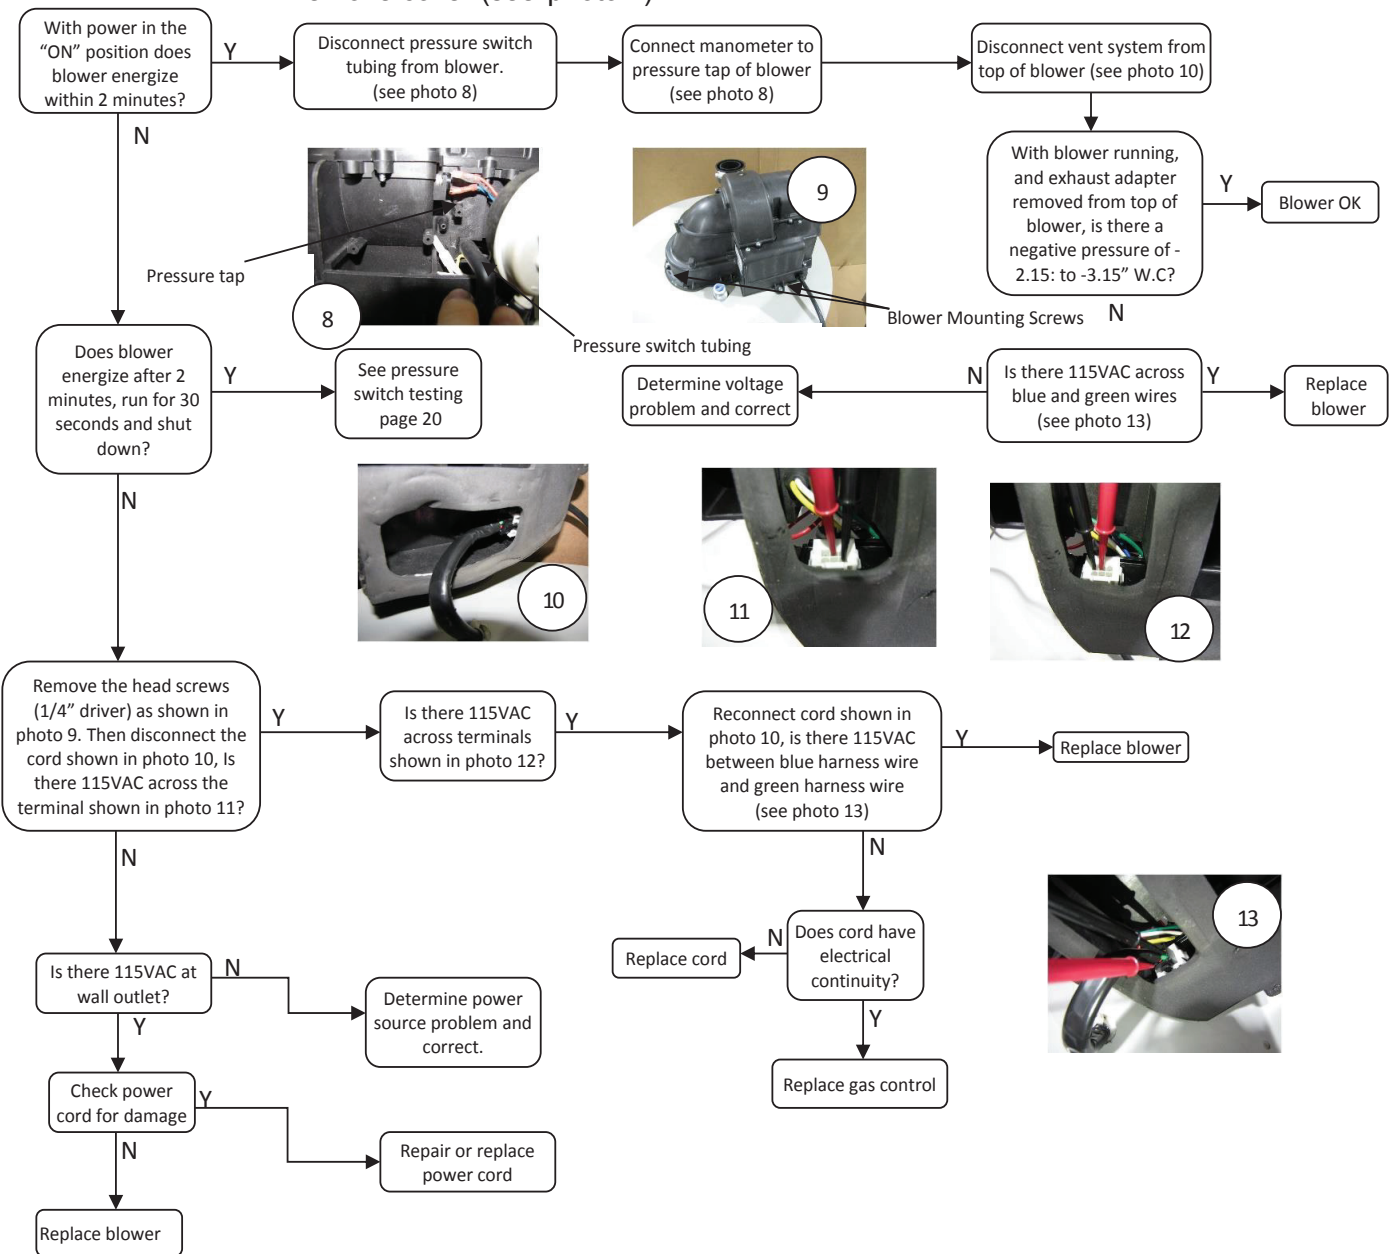 With power in the
“ON” position does
blower energize
within 2 minutes?
Y
Disconnect pressure switch
tubing from blower.
(see photo 8)
Connect manometer to
pressure tap of blower
(see photo 8)
Disconnect vent system from
top of blower (see photo 10)
N
With blower running,
and exhaust adapter
removed from top of
blower, is there a
negative pressure of -
2.15: to -3.15” W.C?
Y
Blower OK
N
Pressure tap
8
9
Blower Mounting Screws
Pressure switch tubing
Does blower
energize after 2
minutes, run for 30
seconds and shut
down?
Y
See pressure
switch testing
page 20
Determine voltage
problem and correct
N
Is there 115VAC across
blue and green wires
(see photo 13)
Y
Replace
blower
N
10
11
12
Remove the head screws
(1/4” driver) as shown in
photo 9. Then disconnect the
cord shown in photo 10, Is
there 115VAC across the
terminal shown in photo 11?
Y
Is there 115VAC
across terminals
shown in photo 12?
Y
Reconnect cord shown in
photo 10, is there 115VAC
between blue harness wire
and green harness wire
(see photo 13)
Y
Replace blower
N
N
13
Is there 115VAC at
wall outlet?
N
Determine power
source problem and
correct.
Replace cord
N
Does cord have
electrical
continuity?
Y
Y
Replace gas control
Check power
cord for damage
Y
Repair or replace
power cord
N
Replace blower